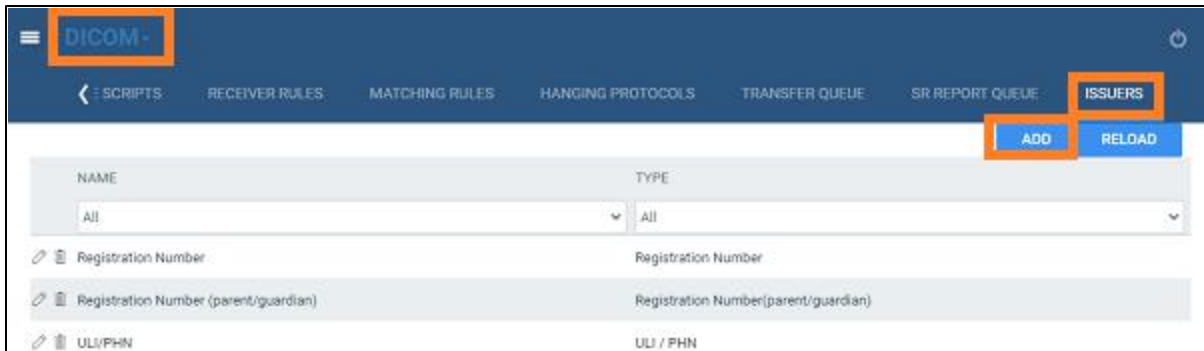 DICOM-
SCRIPTS RECEIVER RULES MATCHING RULES HANGING PROTOCOLS TRANSFER QUEUE SR REPORT QUEUE ISSUERS
ADD RELOAD
NAME TYPE
All All
Registration Number Registration Number
Registration Number (parent/guardian) Registration Number(parent/guardian)
ULI/PHN ULI / PHN